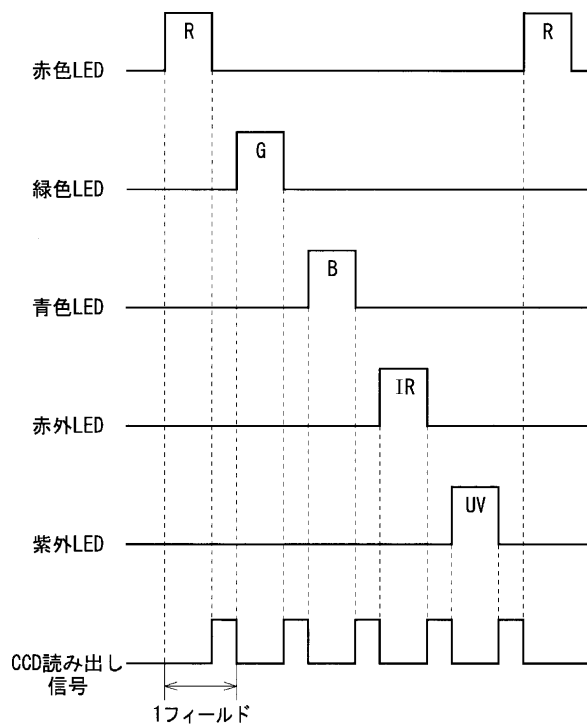 R
R
赤色LED
G
緑色LED
B
青色LED
IR
赤外LED
UV
紫外LED
CCD読み出し
信号
1フィールド